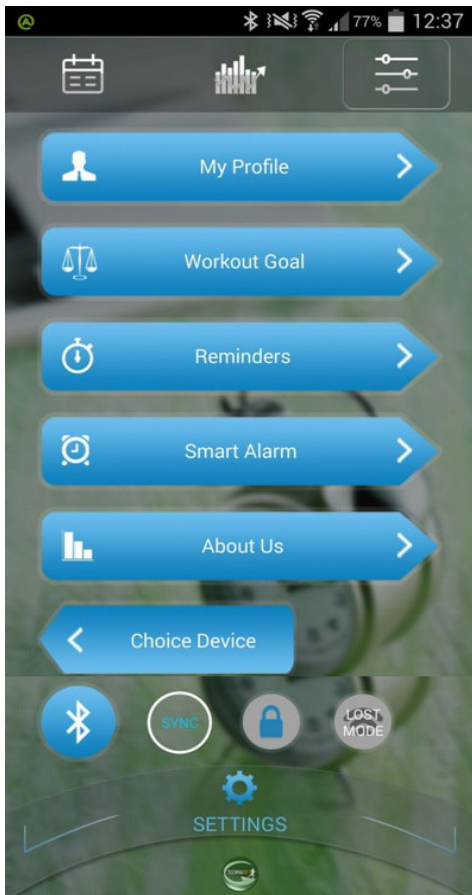 77% 12:37
My Profile
Workout Goal
Reminders
Smart Alarm
About Us
Choice Device
SYNC
LOST
MODE
SETTINGS